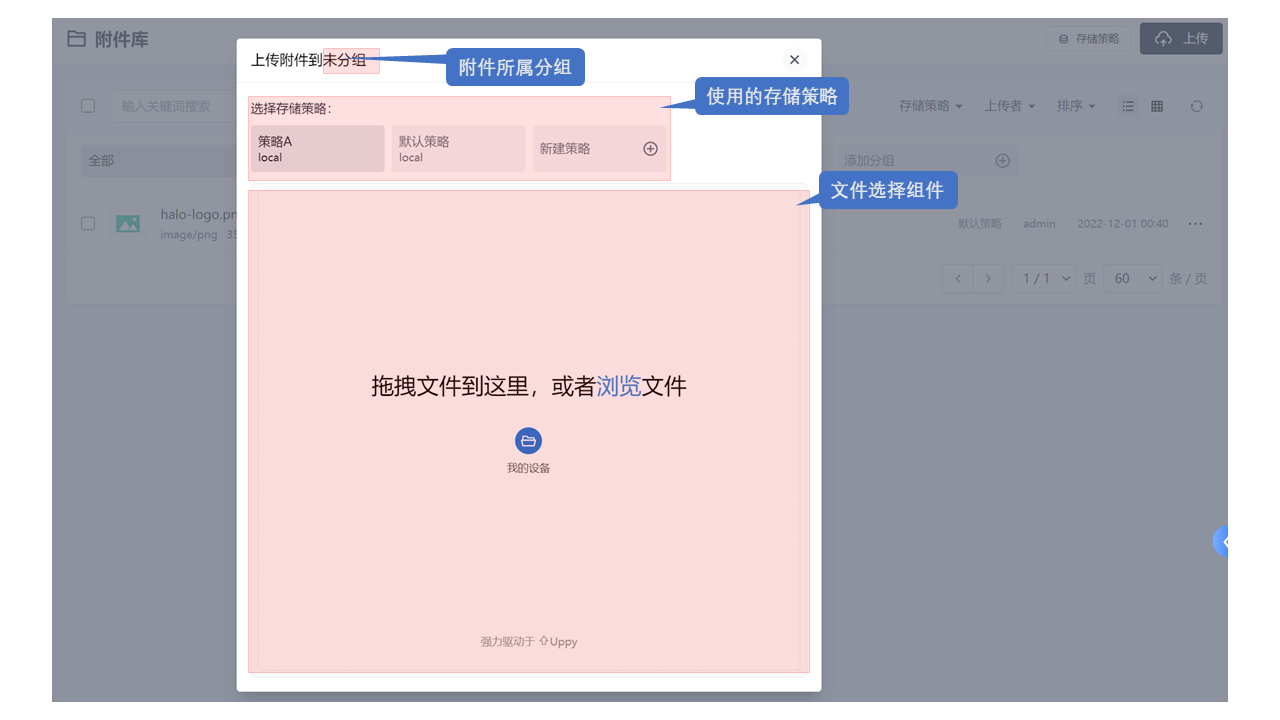 附件库
存储策略
上传
上传附件到未分组
附件所属分组
使用的存储策略
输入关键词搜索
选择存储策略：
存储策略
上传者
排序
策略A
local
默认策略
local
新建策略
全部
添加分组
文件选择组件
halo-logo.pn
image/png 35
默认策略
admin
2022-12-01 00:40
1 / 1
页
60
条 / 页
拖拽文件到这里，或者浏览文件
我的设备
强力驱动于 Uppy